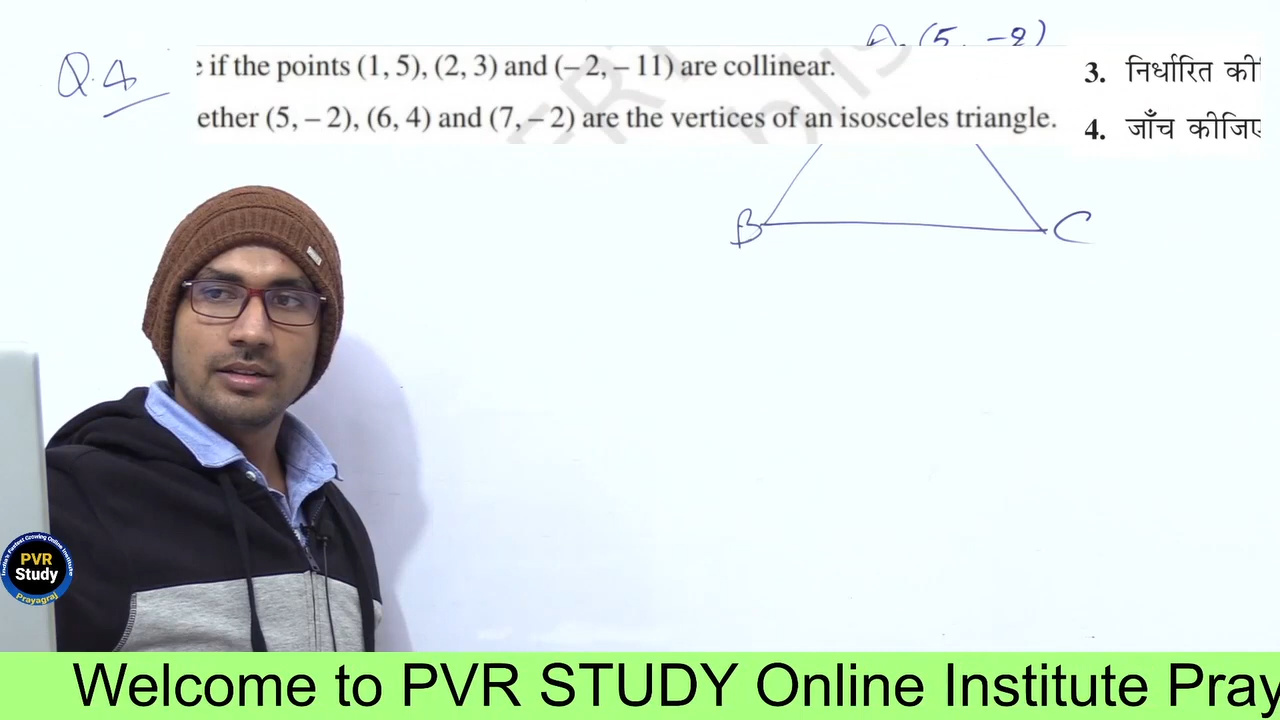 Q.4
A. (5, -2)
e if the points (1, 5), (2, 3) and (– 2, – 11) are collinear.
ether (5, – 2), (6, 4) and (7, – 2) are the vertices of an isosceles triangle.
3. निर्धारित की
4. जाँच कीजिए
B
C
PVR
Study
Prayagraj
Welcome to PVR STUDY Online Institute Pray